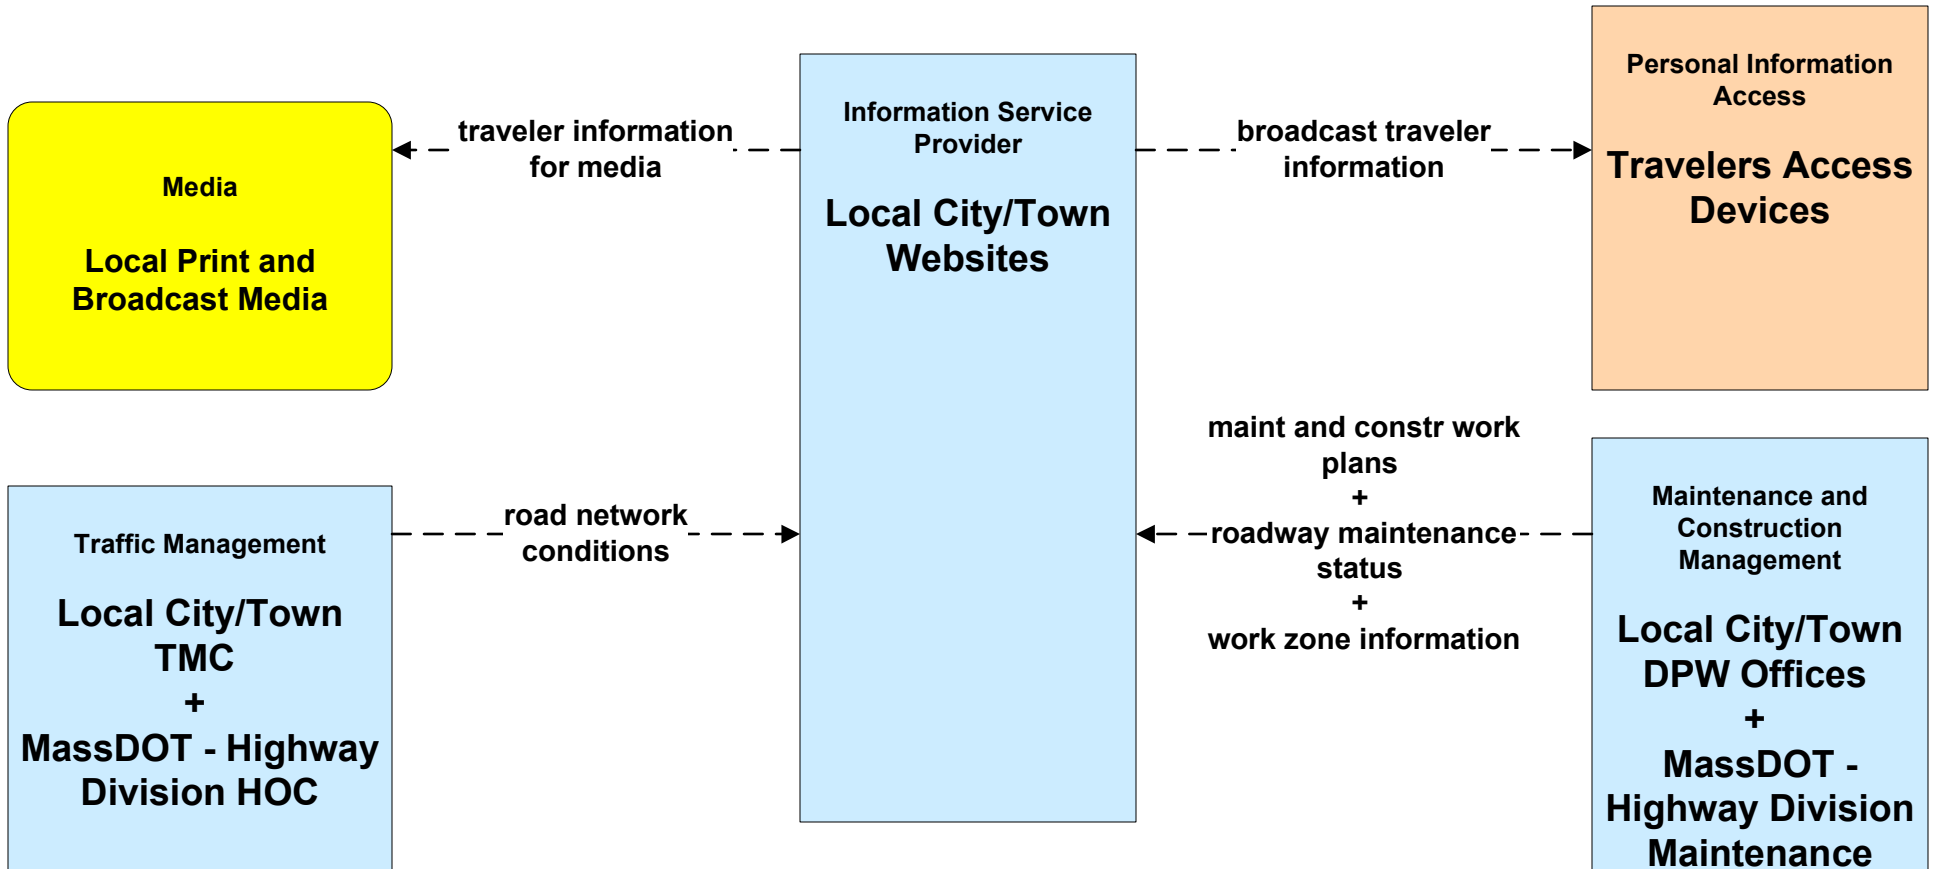 Media
Local Print and
Broadcast Media
traveler information
for media
Information Service
Provider
Local City/Town
Websites
broadcast traveler
information
Personal Information
Access
Travelers Access
Devices
Traffic Management
Local City/Town
TMC
+
MassDOT - Highway
Division HOC
road network
conditions
maint and constr work
plans
+
roadway maintenance
status
+
work zone information
Maintenance and
Construction
Management
Local City/Town
DPW Offices
+
MassDOT -
Highway Division
Maintenance